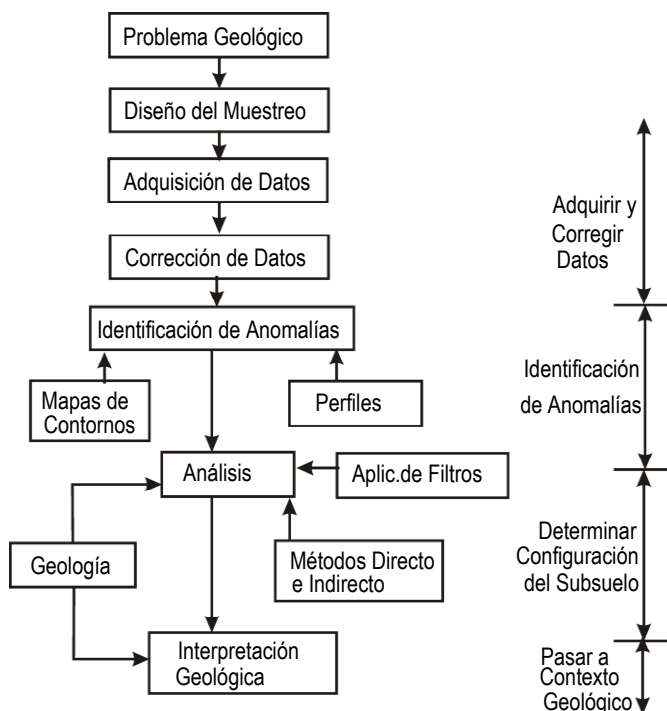 Problema Geológico
Diseño del Muestreo
Adquisición de Datos
Corrección de Datos
Identificación de Anomalías
Mapas de
Contornos
Perfiles
Análisis
Aplic.de Filtros
Geología
Métodos Directo
e Indirecto
Interpretación
Geológica
Adquirir y
Corregir
Datos
Identificación
de Anomalías
Determinar
Configuración
del Subsuelo
Pasar a
Contexto
Geológico